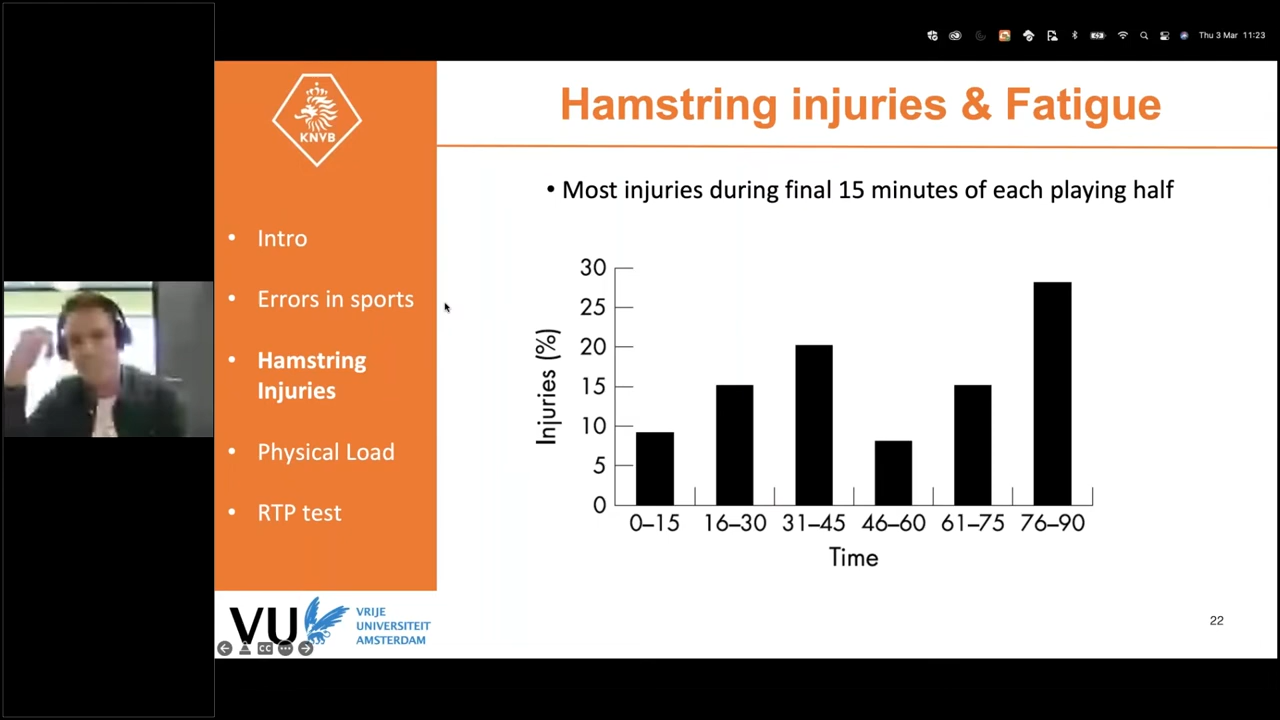 Thu 3 Mar 11:23
KNVB
Hamstring injuries & Fatigue
• Most injuries during final 15 minutes of each playing half
• Intro
• Errors in sports
• Hamstring
Injuries
• Physical Load
• RTP test
30
25
20
15
10
5
0
Injuries (%)
0–15 16–30 31–45 46–60 61–75 76–90
Time
VU VRIJE
UNIVERSITEIT
AMSTERDAM
CC
22